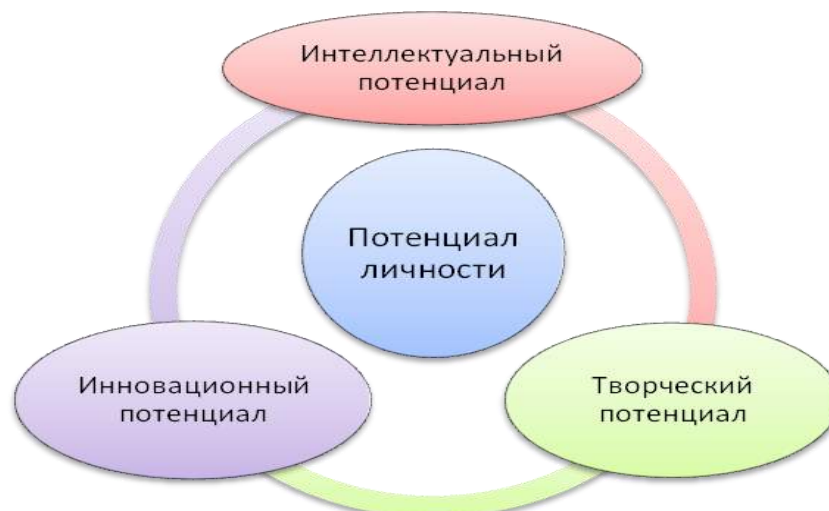 Интеллектуальный
потенциал
Потенциал
личности
Инновационный
потенциал
Творческий
потенциал